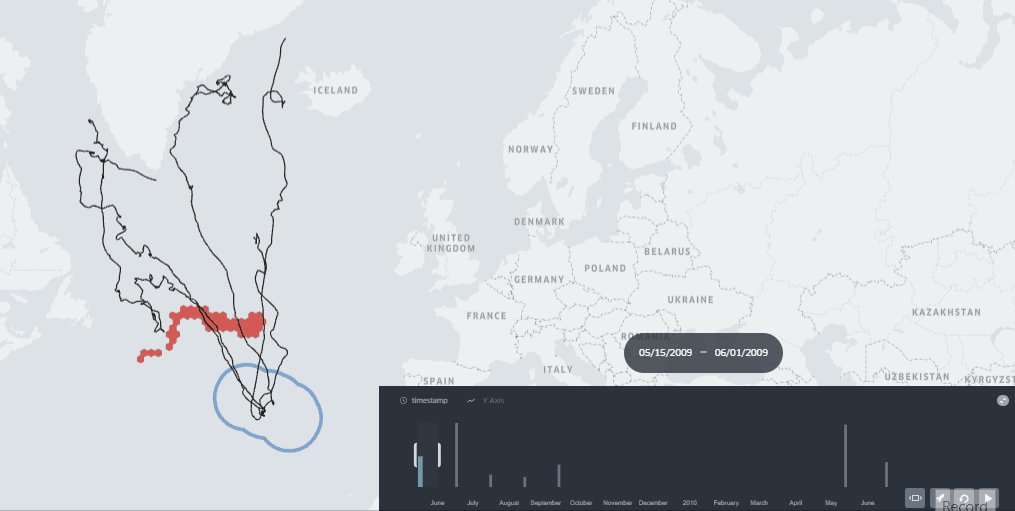 ICELAND
SWEDEN
FINLAND
NORWAY
DENMARK
UNITED
KINGDOM
BELARUS
POLAND
GERMANY
UKRAINE
FRANCE
KAZAKHSTAN
ROMANIA
05/15/2009 – 06/01/2009
ITALY
SPAIN
UZBEKISTAN
KYRGYZST
timestamp
Y Axis
June July August September October November December 2010 February March April May June
Record